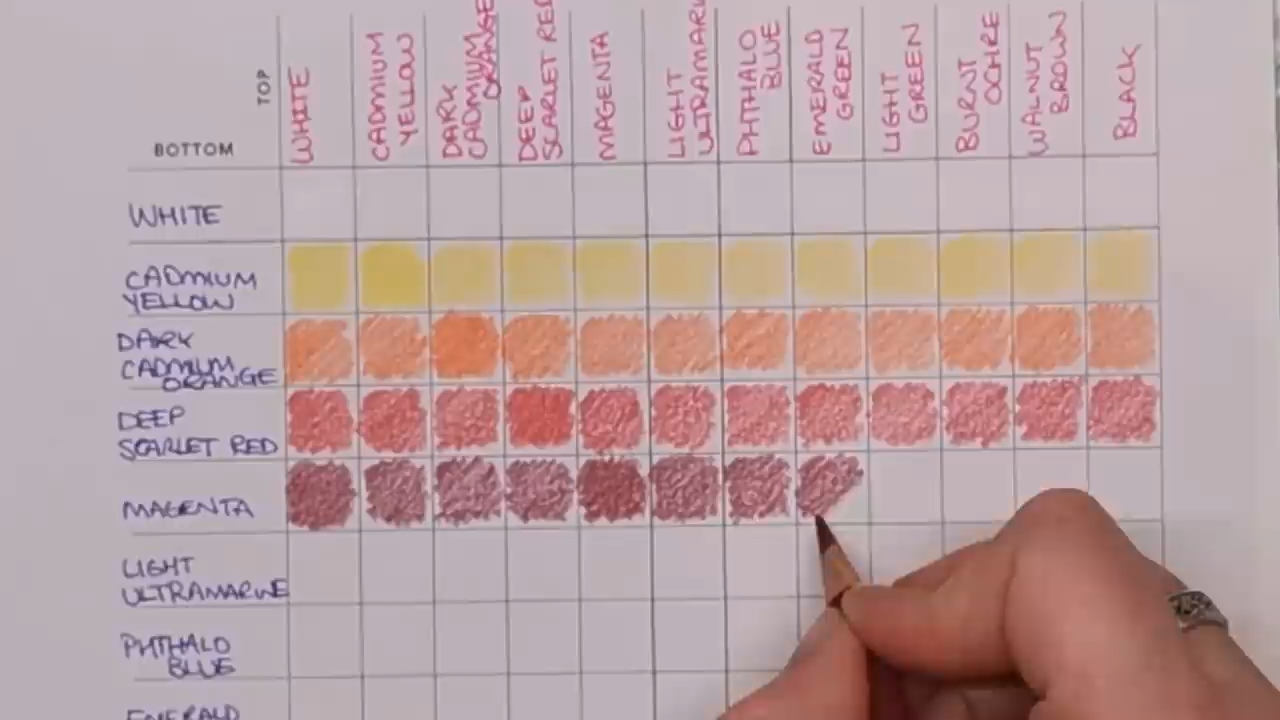 TOP
WHITE
CADMIUM
YELLOW
DARK
CADMIUM
ORANGE
DEEP
SCARLET RED
MAGENTA
LIGHT
ULTRAMARI
PHTHALO
BLUE
EMERALD
GREEN
LIGHT
GREEN
BURNT
OCHRE
WALNUT
BROWN
BLACK
BOTTOM
WHITE
CADMIUM
YELLOW
DARK
CADMIUM
ORANGE
DEEP
SCARLET RED
MAGENTA
LIGHT
ULTRAMARINE
PHTHALO
BLUE
EMERALD